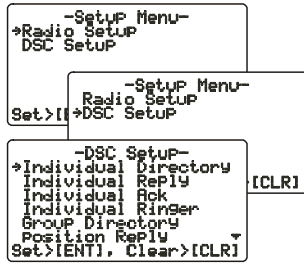 -Setup Menu-
→Radio Setup
DSC Setup
Set>[E
-Setup Menu-
Radio Setup
→DSC Setup
[CLR]
-DSC Setup-
→Individual Directory
Individual Reply
Individual Ack
Individual Ringer
Group Directory
Position Reply ▼
Set>[ENT], Clear>[CLR]